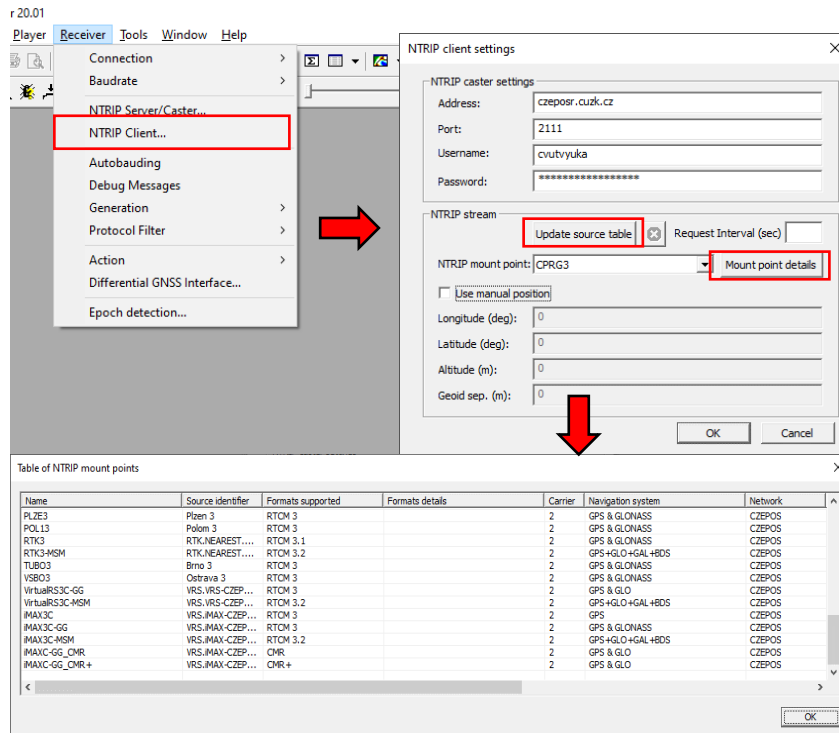 r 20.01
Player Receiver Tools Window Help
Connection
Baudrate
NTRIP Server/Caster...
NTRIP Client...
Autobauding
Debug Messages
Generation
Protocol Filter
Action
Differential GNSS Interface...
Epoch detection...
NTRIP client settings
NTRIP caster settings
Address: czeposr.cuzk.cz
Port: 2111
Username: cvutvyuka
Password: *****************
NTRIP stream
Update source table Request Interval (sec)
NTRIP mount point: CPRG3 Mount point details
Use manual position
Longitude (deg): 0
Latitude (deg): 0
Altitude (m): 0
Geoid sep. (m): 0
OK Cancel
Table of NTRIP mount points
Name Source identifier Formats supported Formats details Carrier Navigation system Network
PLZE3 Plzen 3 RTCM 3 2 GPS & GLONASS CZEPOS
POL13 Polom 3 RTCM 3 2 GPS & GLONASS CZEPOS
RTK3 RTK.NEAREST.... RTCM 3.1 2 GPS & GLONASS CZEPOS
RTK3-MSM RTK.NEAREST.... RTCM 3.2 2 GPS+GLO+GAL+BDS CZEPOS
TUBO3 Brno 3 RTCM 3 2 GPS & GLONASS CZEPOS
VSBO3 Ostrava 3 RTCM 3 2 GPS & GLONASS CZEPOS
VirtualRS3C-GG VRS.VRS-CZEP... RTCM 3 2 GPS & GLO CZEPOS
VirtualRS3C-MSM VRS.VRS-CZEP... RTCM 3.2 2 GPS+GLO+GAL+BDS CZEPOS
iMAX3C VRS.iMAX-CZEP... RTCM 3 2 GPS CZEPOS
iMAX3C-GG VRS.iMAX-CZEP... RTCM 3 2 GPS & GLONASS CZEPOS
iMAX3C-MSM VRS.iMAX-CZEP... RTCM 3.2 2 GPS+GLO+GAL+BDS CZEPOS
iMAXC-GG_CMR VRS.iMAX-CZEP... CMR 2 GPS & GLO CZEPOS
iMAXC-GG_CMR+ VRS.iMAX-CZEP... CMR+ 2 GPS & GLO CZEPOS
OK